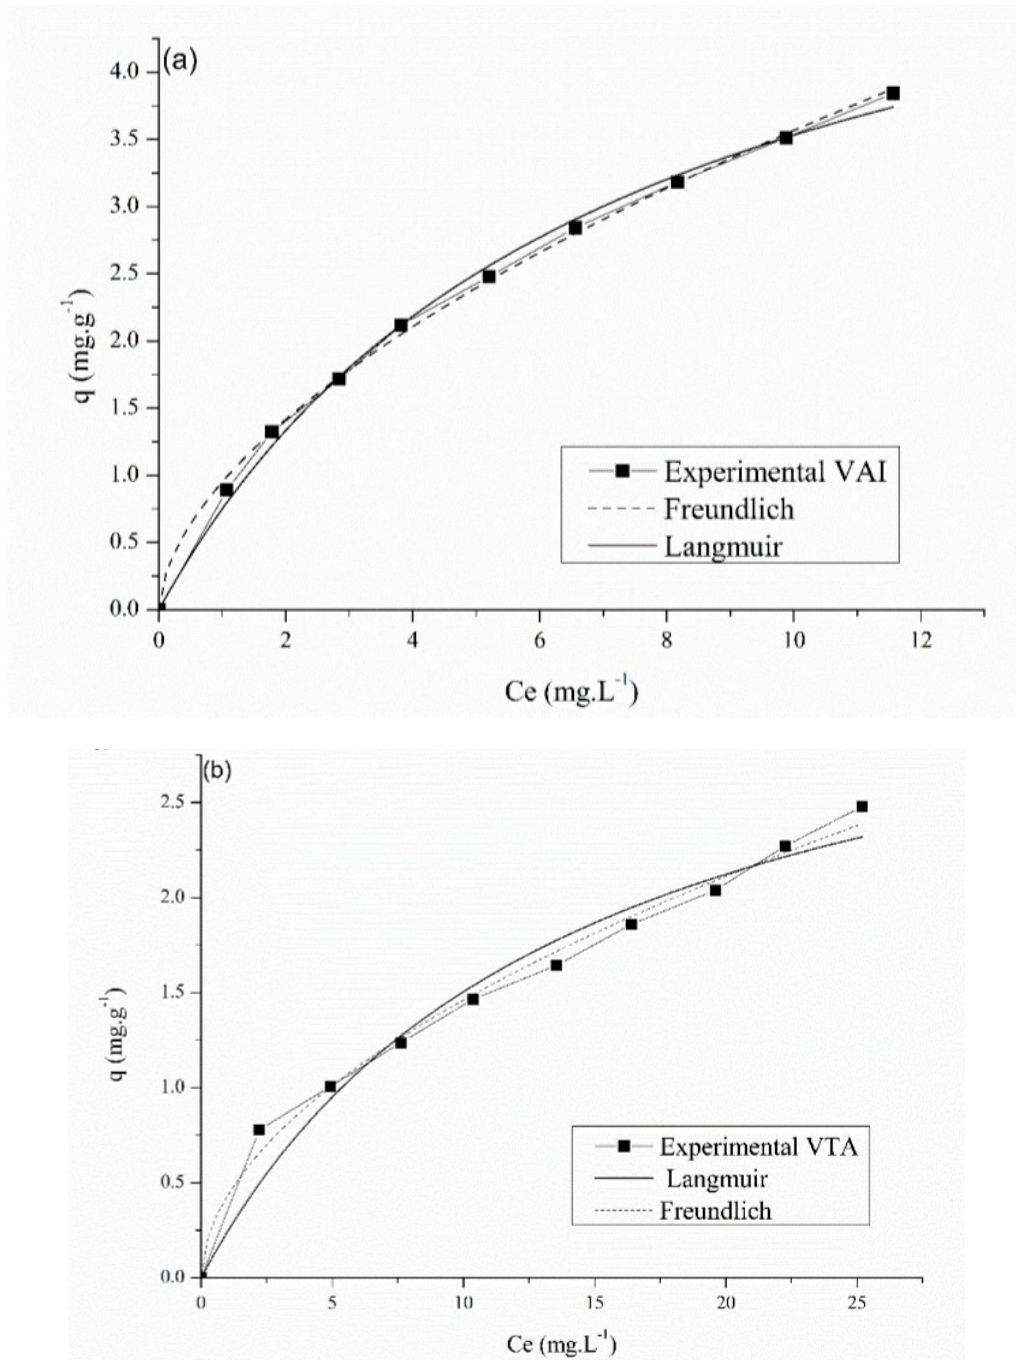 (a)
4.0
3.5
3.0
2.5
2.0
1.5
1.0
0.5
0.0
q (mg.g⁻¹)
Experimental VAI
Freundlich
Langmuir
0 2 4 6 8 10 12
Ce (mg.L⁻¹)
(b)
2.5
2.0
1.5
1.0
0.5
0.0
q (mg.g⁻¹)
Experimental VTA
Langmuir
Freundlich
0 5 10 15 20 25
Ce (mg.L⁻¹)